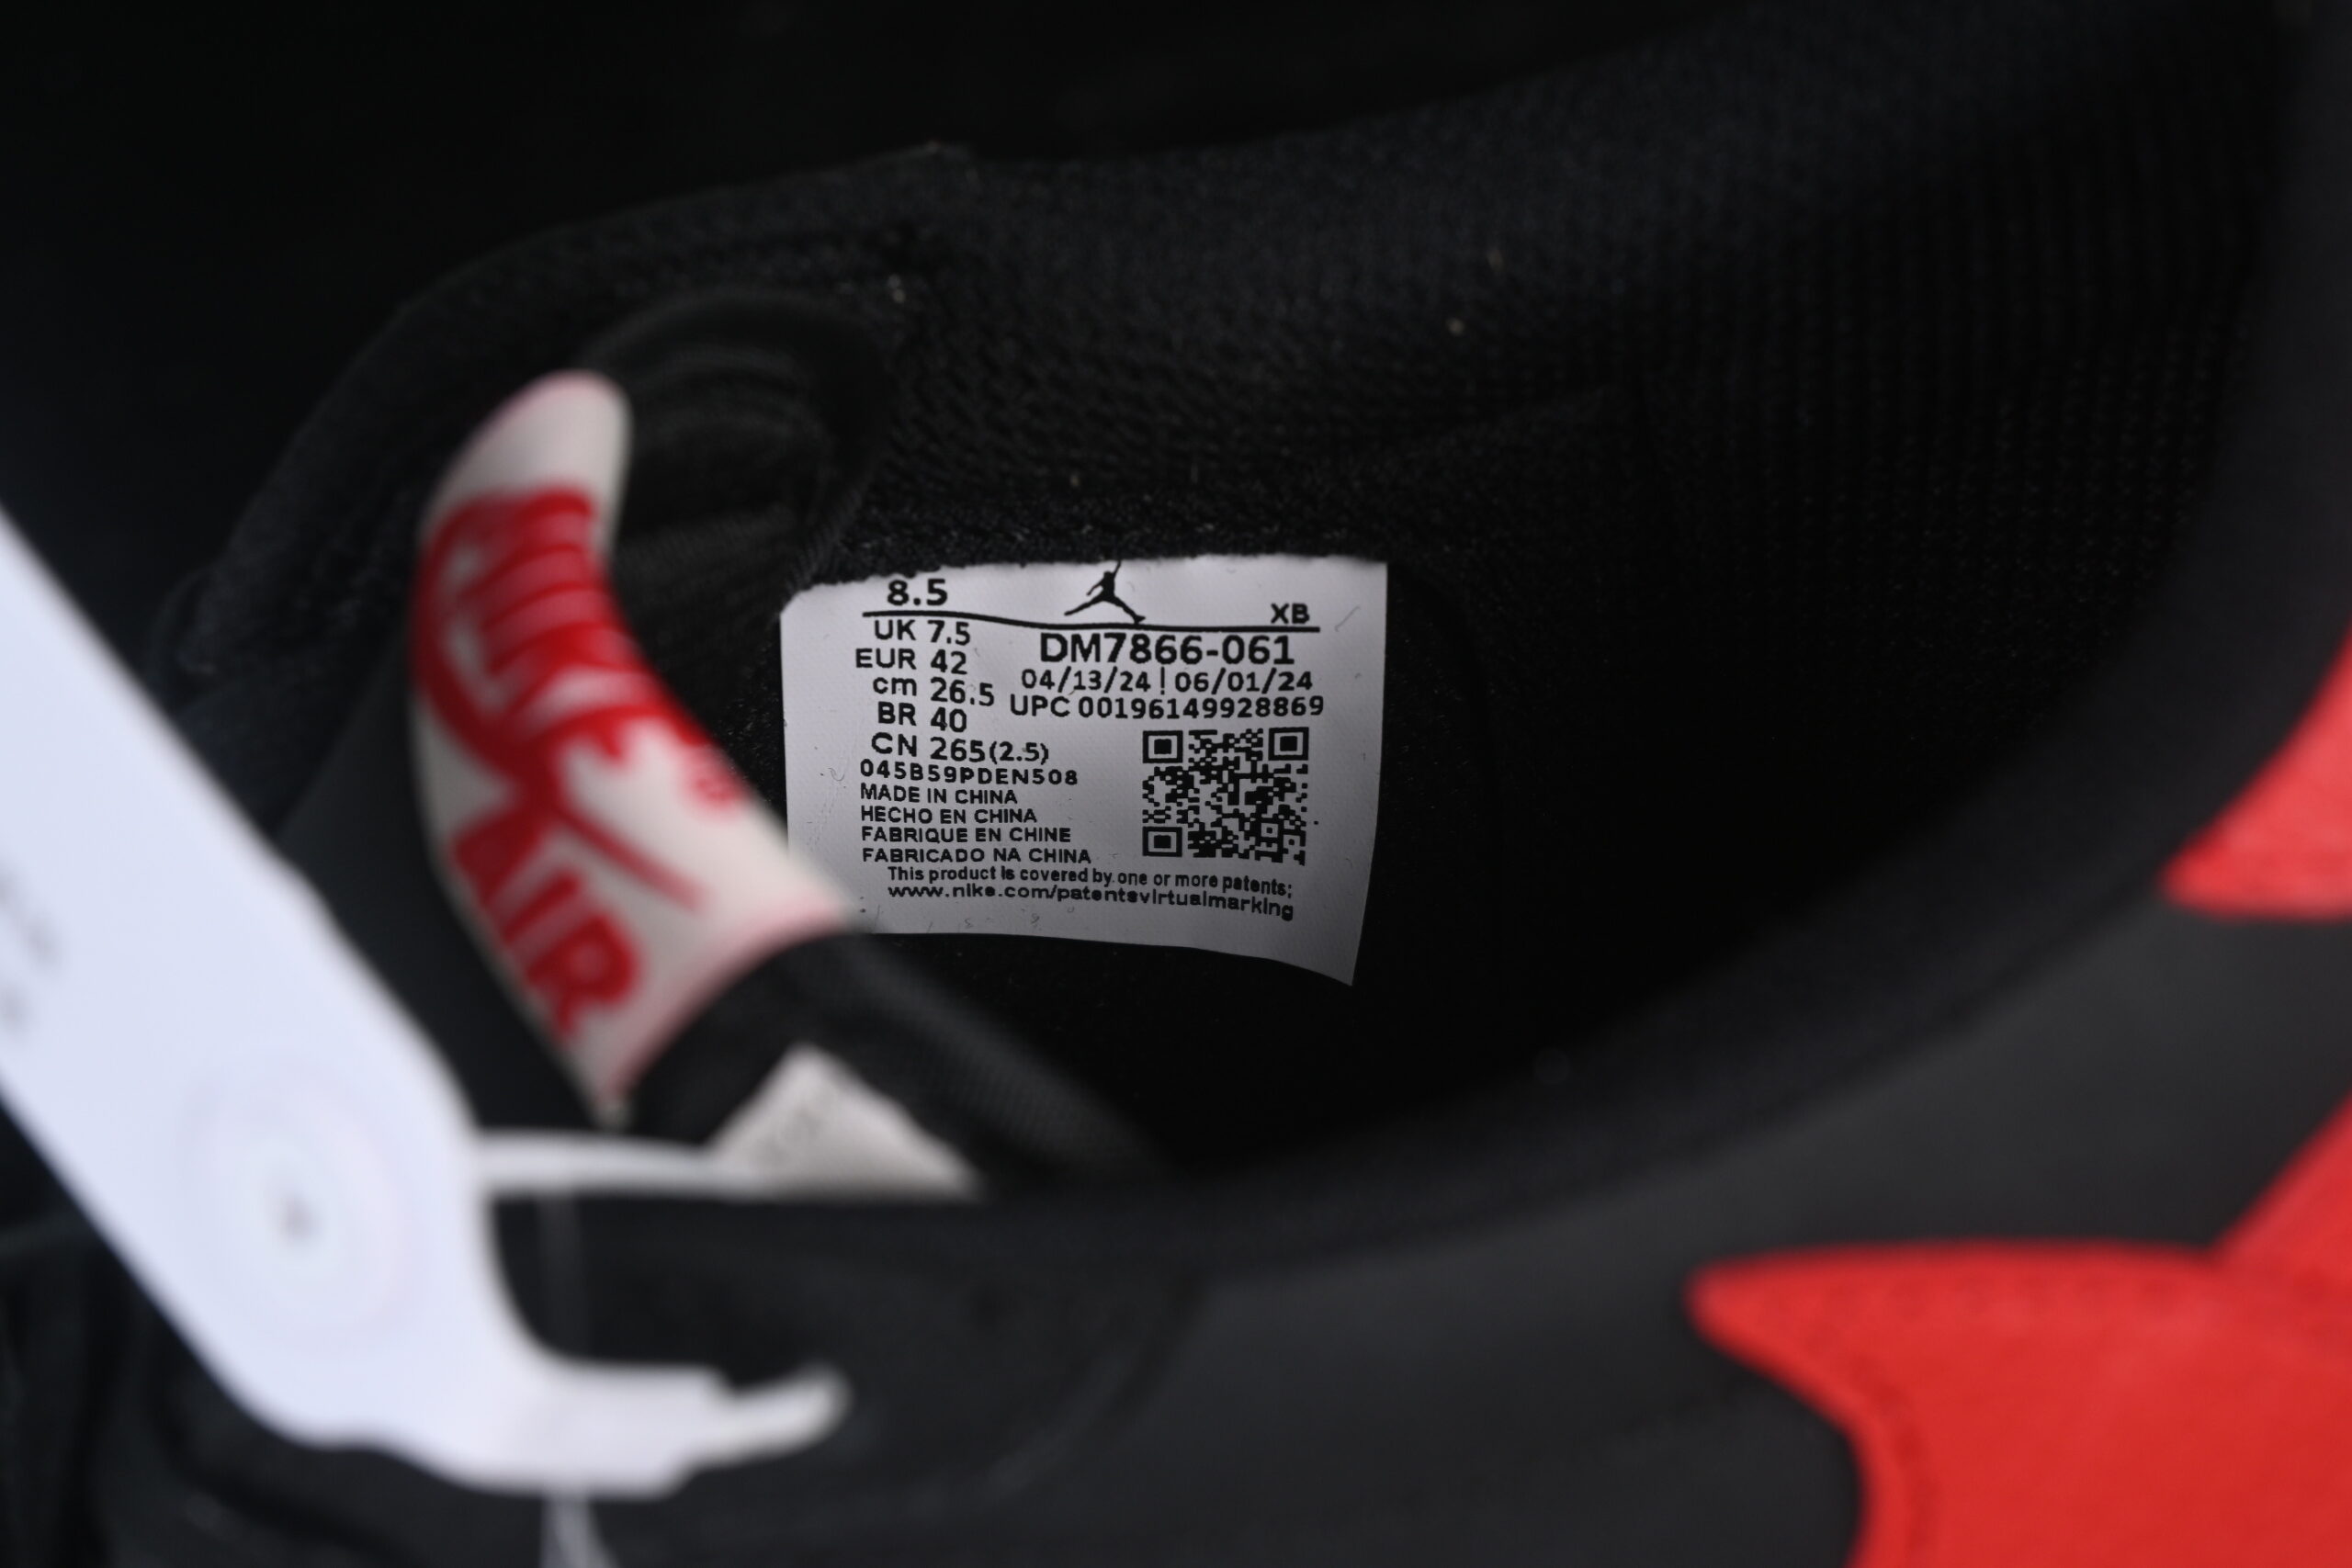 8.5
XB
UK 7.5
DM7866-061
EUR 42
04/13/24 | 06/01/24
cm 26.5
UPC 00196149928869
BR 40
CN 265(2.5)
045B59PDEN508
MADE IN CHINA
HECHO EN CHINA
FABRIQUE EN CHINE
FABRICADO NA CHINA
This product is covered by one or more patents;
www.nike.com/patentsvirtualmarking
NIKE
AIR